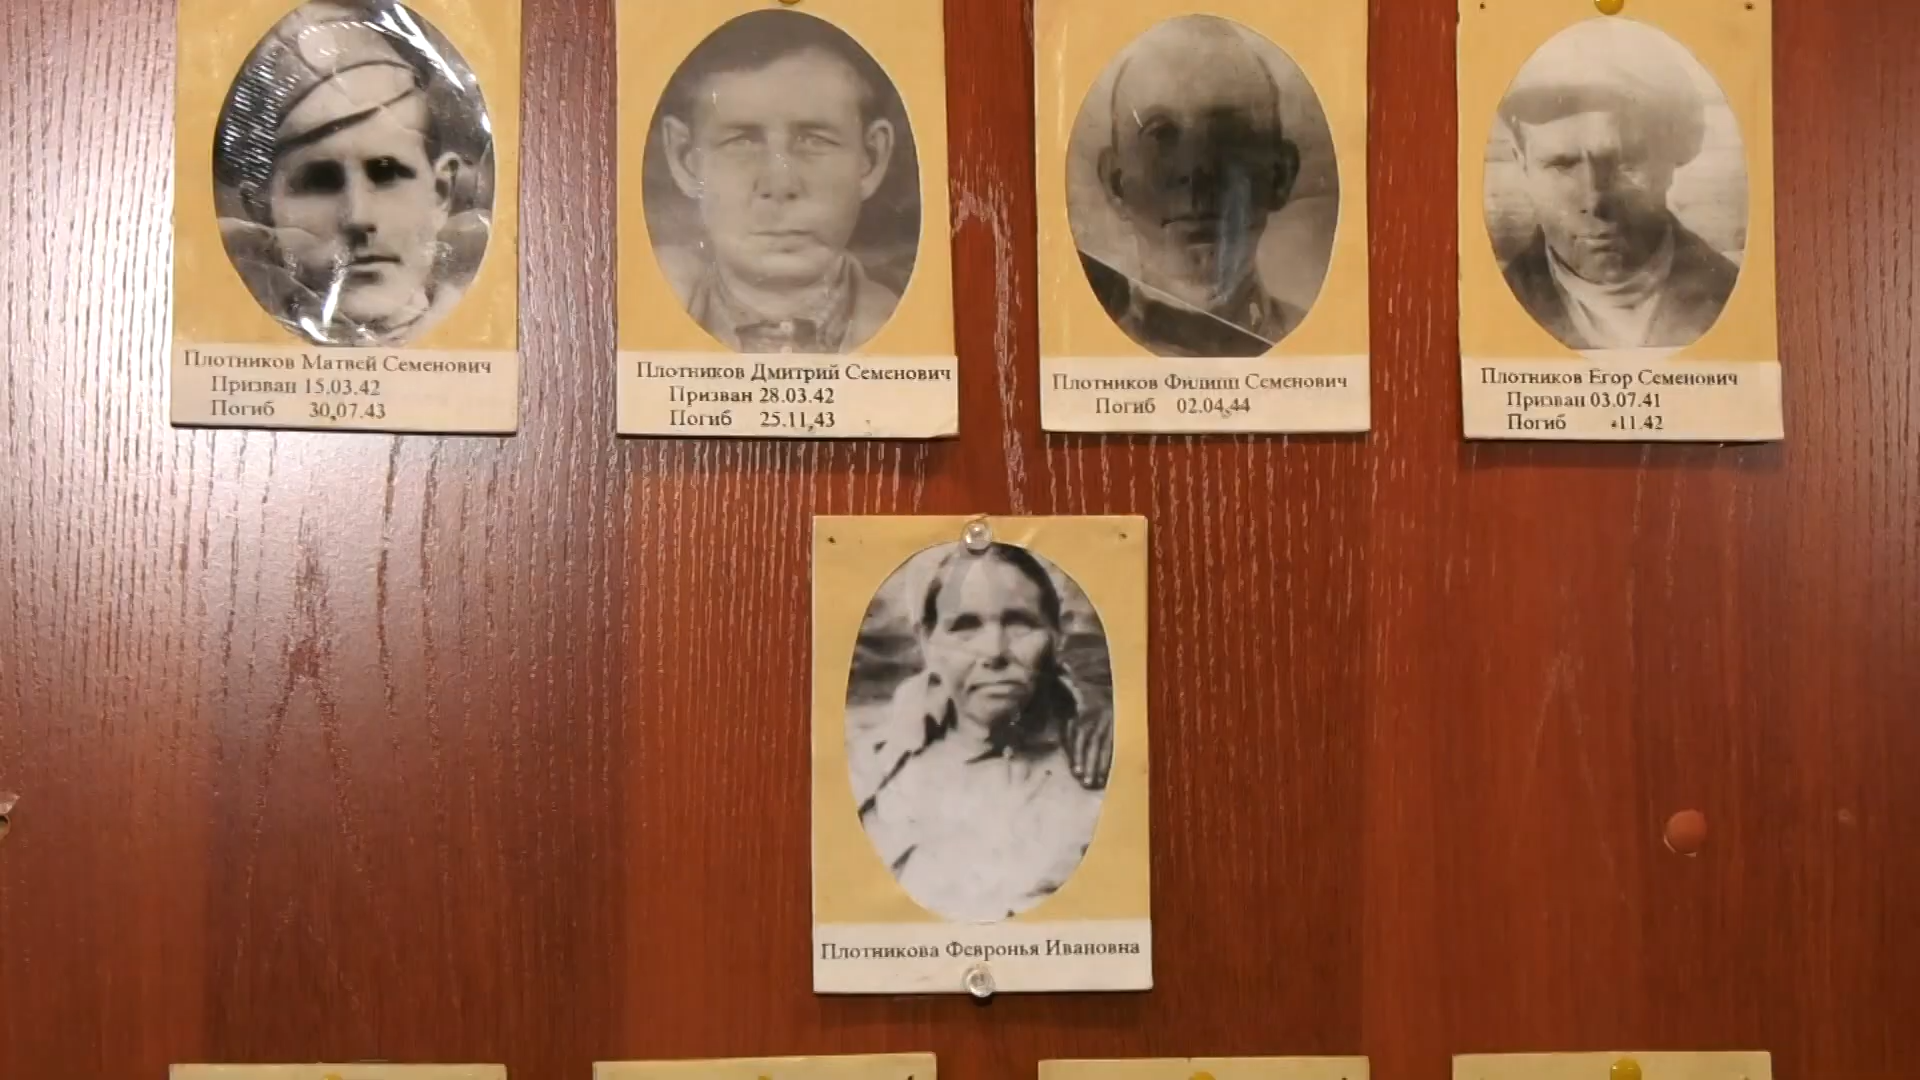 Плотников Матвей Семенович
Призван 15.03.42
Погиб 30.07.43
Плотников Дмитрий Семенович
Призван 28.03.42
Погиб 25.11.43
Плотников Филипп Семенович
Погиб 02.04.44
Плотников Егор Семенович
Призван 03.07.41
Погиб .11.42
Плотникова Февронья Ивановна